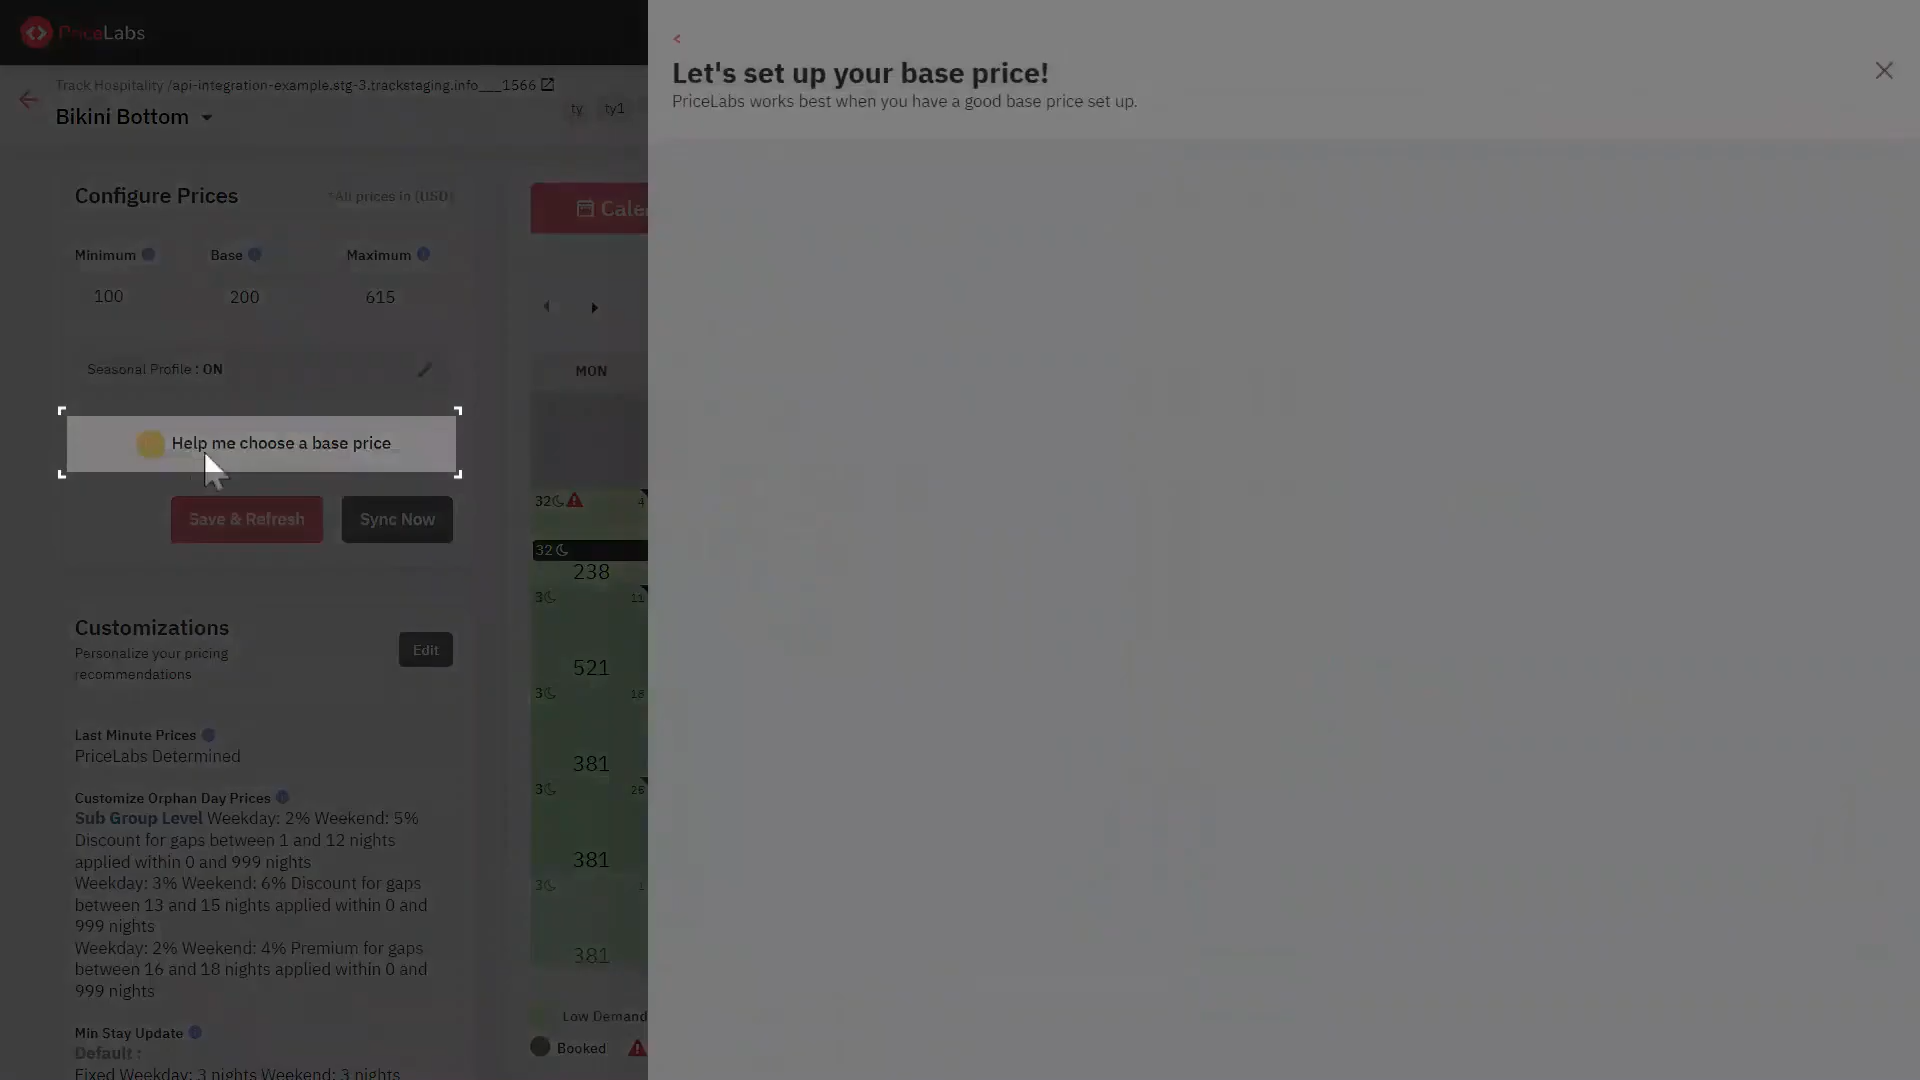 PriceLabs
Track Hospitality /api-integration-example.stg-3.trackstaging.info___1566
Bikini Bottom
ty ty1
Configure Prices
*All prices in (USD)
Minimum Base Maximum
100 200 615
Seasonal Profile : ON
Help me choose a base price
Save & Refresh Sync Now
Customizations
Personalize your pricing
recommendations
Edit
Last Minute Prices
PriceLabs Determined
Customize Orphan Day Prices
Sub Group Level Weekday: 2% Weekend: 5%
Discount for gaps between 1 and 12 nights
applied within 0 and 999 nights
Weekday: 3% Weekend: 6% Discount for gaps
between 13 and 15 nights applied within 0 and
999 nights
Weekday: 2% Weekend: 4% Premium for gaps
between 16 and 18 nights applied within 0 and
999 nights
Min Stay Update
Default :
Fixed Weekday: 3 nights Weekend: 3 nights
MON
32 4
32
238
3 11
521
3 18
381
3 25
381
3 1
381
Low Demand
Booked
<
Let's set up your base price!
PriceLabs works best when you have a good base price set up.